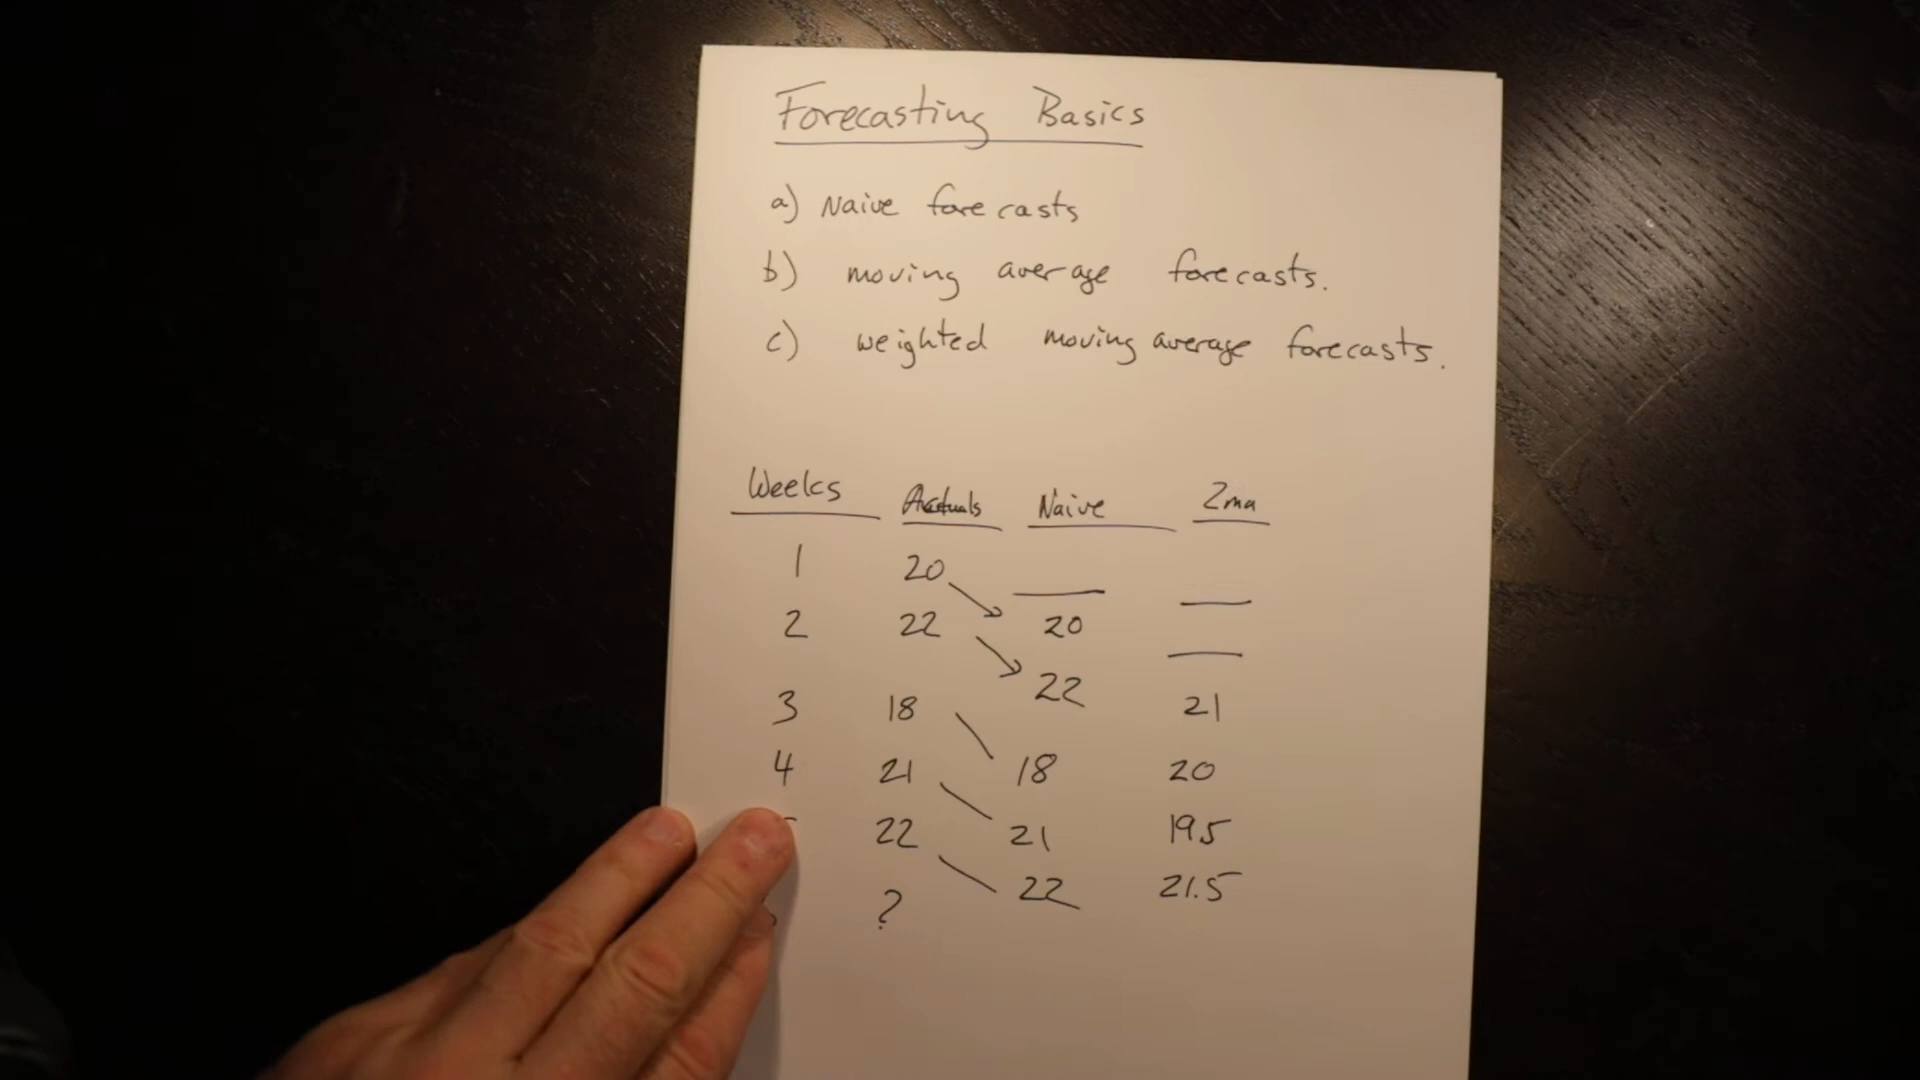 Forecasting Basics
a) Naive forecasts
b) moving average forecasts.
c) weighted moving average forecasts.
Weeks Actuals Naive 2ma
1 20
2 22 20
3 18 22 21
4 21 18 20
22 21 19.5
? 22 21.5